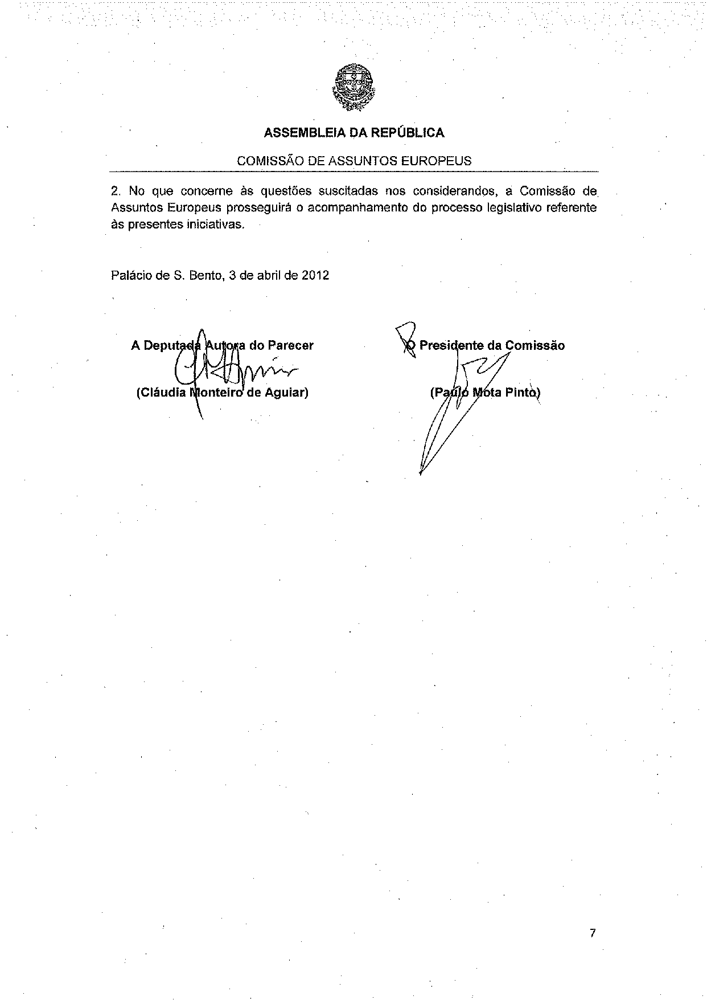 ASSEMBLEIA DA REPÚBLICA
COMISSÃO DE ASSUNTOS EUROPEUS
2. No que concerne às questões suscitadas nos considerandos, a Comissão de
Assuntos Europeus prosseguirá o acompanhamento do processo legislativo referente
às presentes iniciativas.
Palácio de S. Bento, 3 de abril de 2012
A Deputada Autora do Parecer
O Presidente da Comissão
(Cláudia Monteiro de Aguiar)
(Paulo Mota Pinto)
7